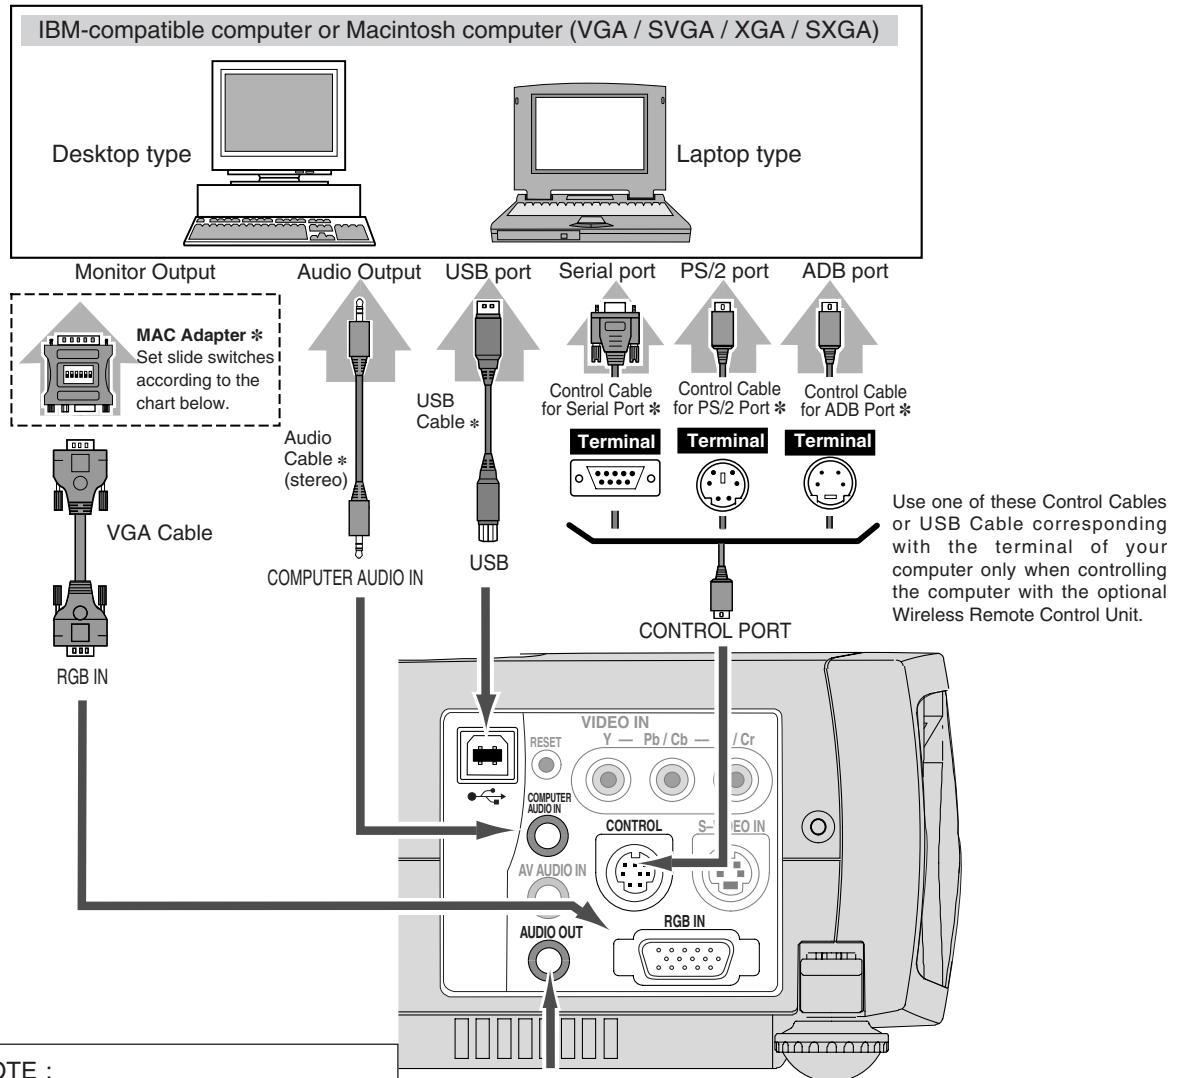 IBM-compatible computer or Macintosh computer (VGA / SVGA / XGA / SXGA)
Desktop type
Laptop type
Monitor Output
Audio Output
USB port
Serial port
PS/2 port
ADB port
MAC Adapter ✻
Set slide switches
according to the
chart below.
USB
Cable ✻
Control Cable
for Serial Port ✻
Control Cable
for PS/2 Port ✻
Control Cable
for ADB Port ✻
Audio
Cable ✻
(stereo)
Terminal
Terminal
Terminal
VGA Cable
Use one of these Control Cables
or USB Cable corresponding
with the terminal of your
computer only when controlling
the computer with the optional
Wireless Remote Control Unit.
COMPUTER AUDIO IN
USB
CONTROL PORT
RGB IN
VIDEO IN
RESET
Y — Pb / Cb — / Cr
COMPUTER
AUDIO IN
CONTROL
AV AUDIO IN
AUDIO OUT
RGB IN